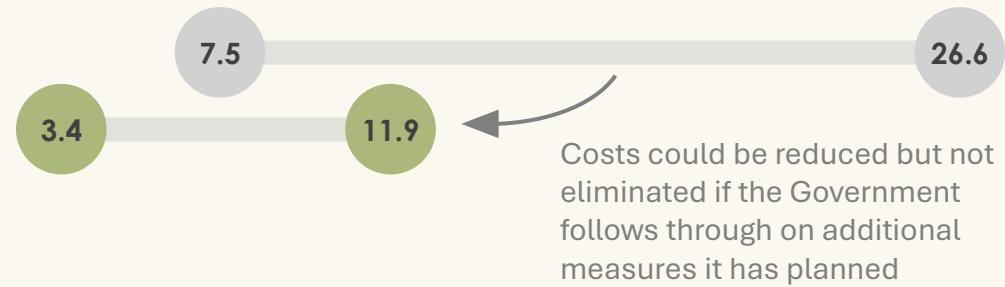 7.5
26.6
3.4
11.9
Costs could be reduced but not
eliminated if the Government
follows through on additional
measures it has planned